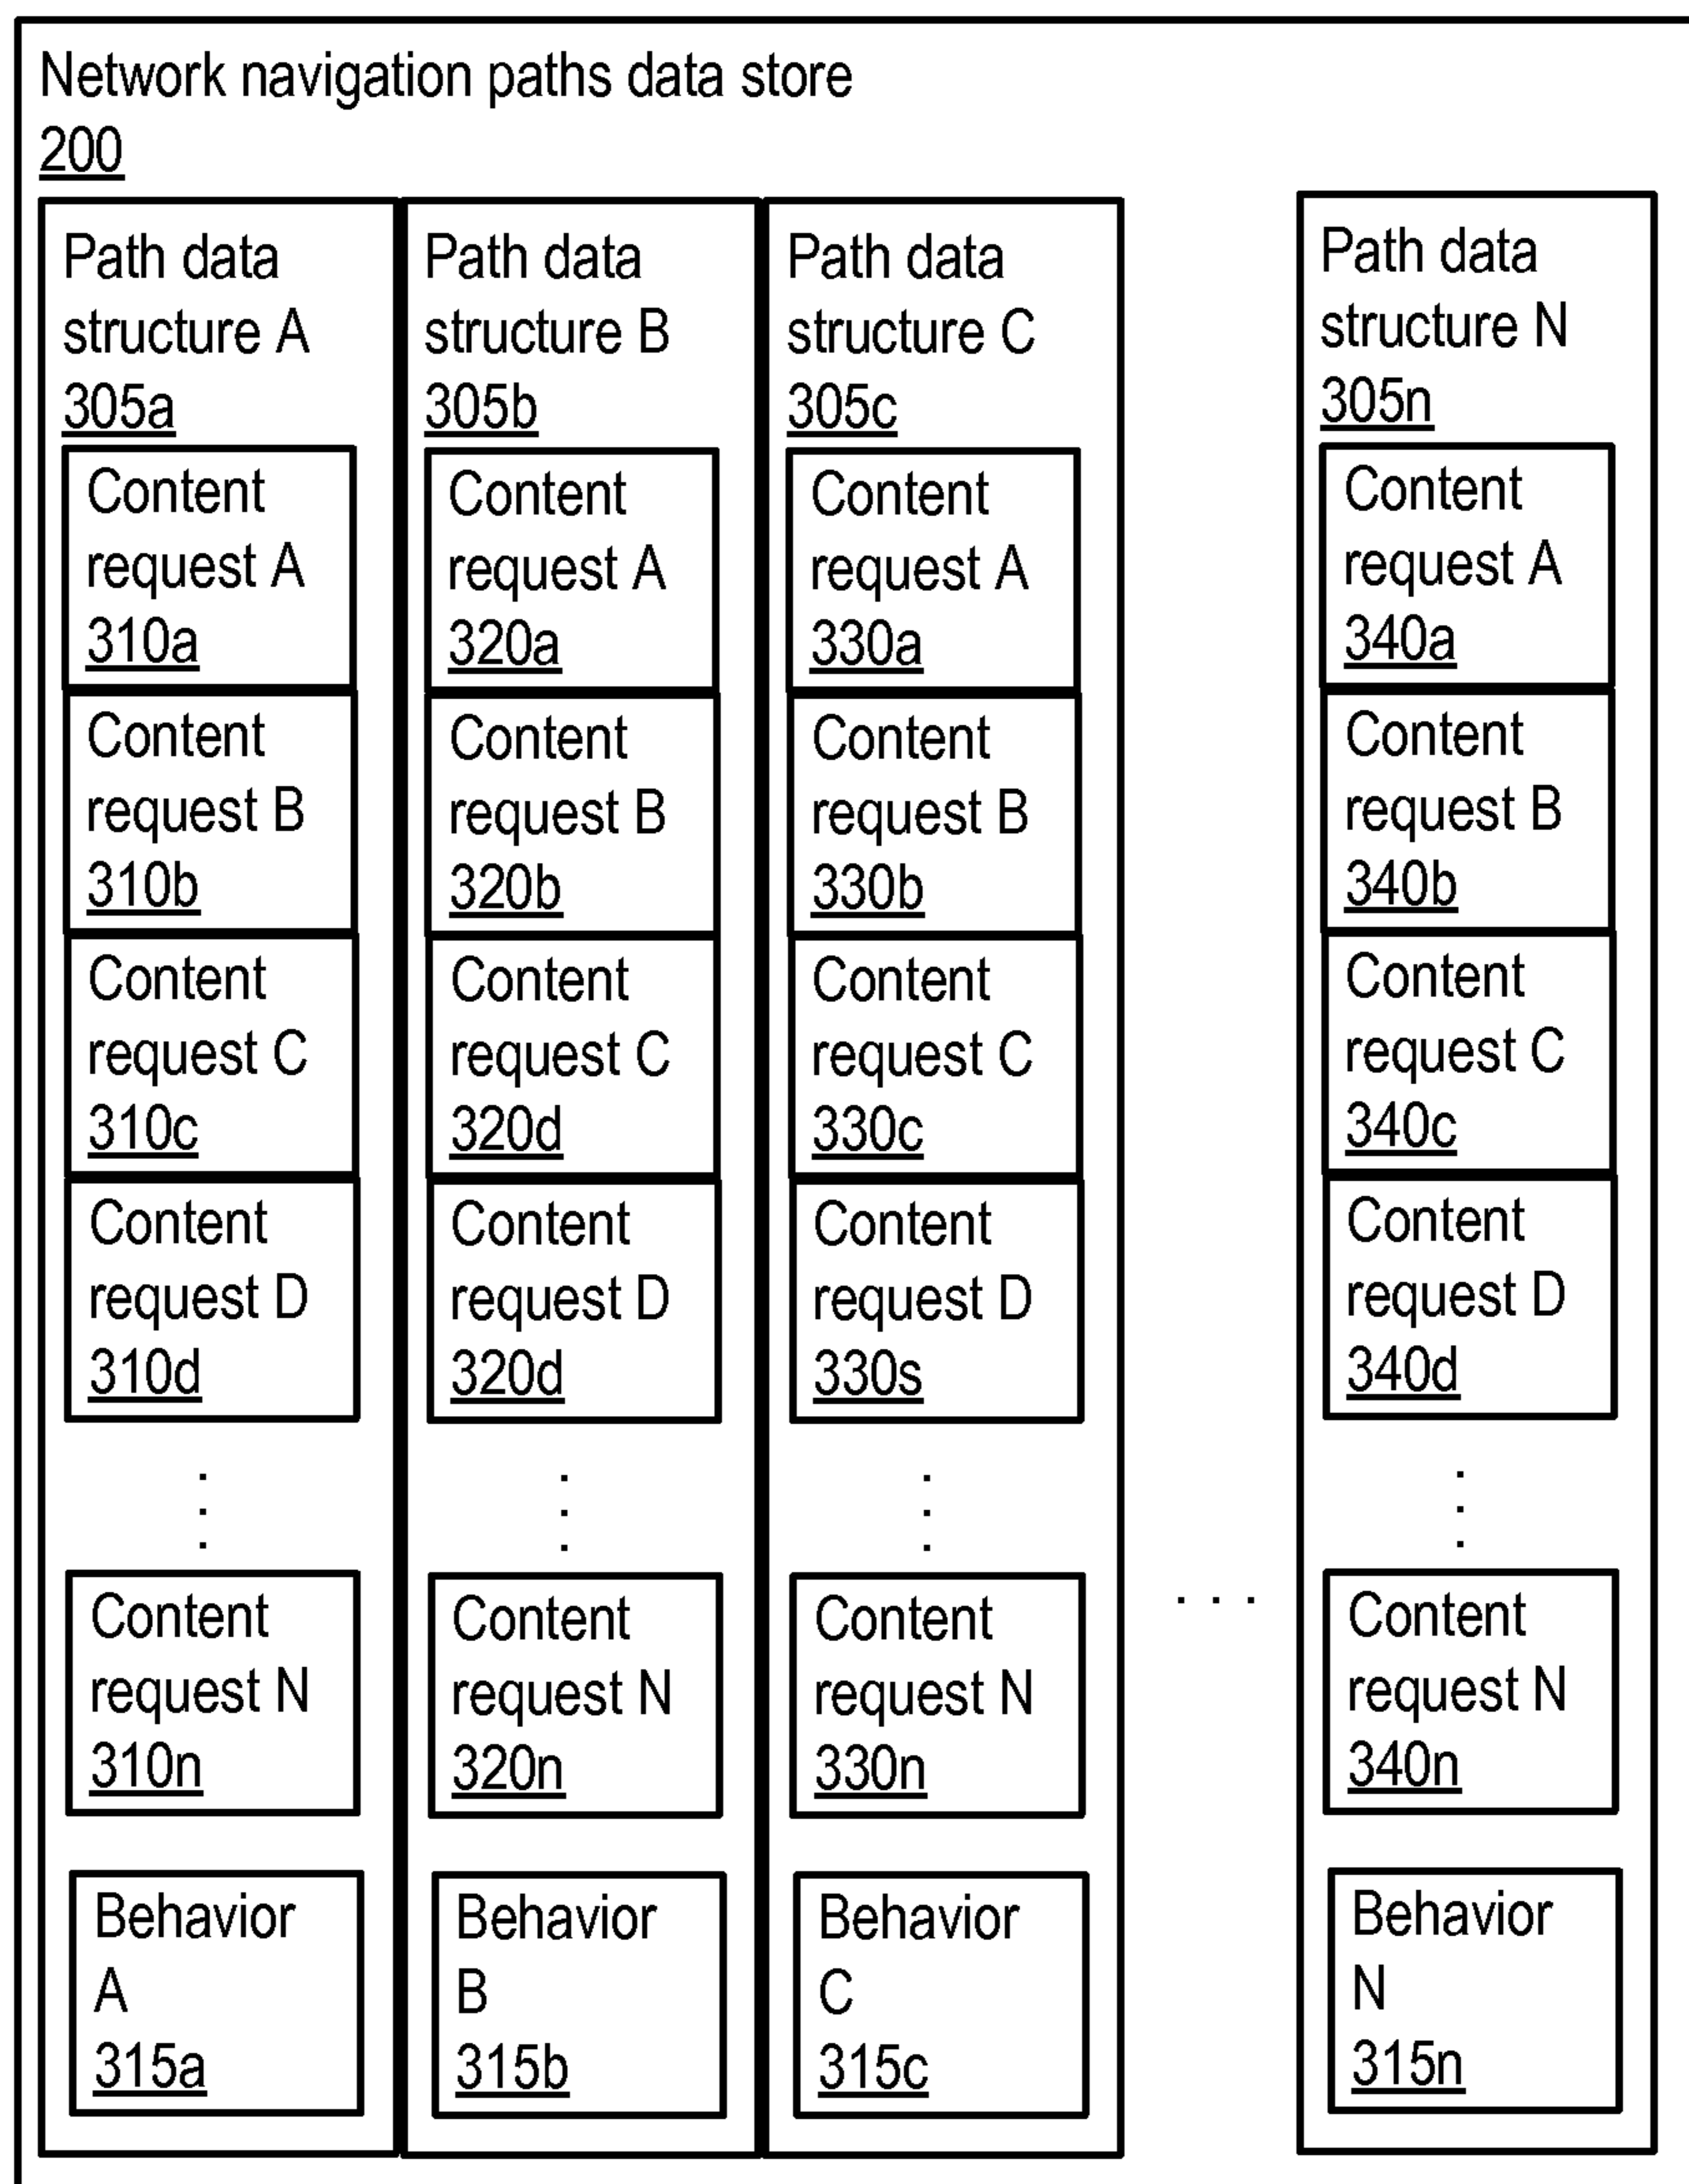 Network navigation paths data store
200
Path data
structure A
305a
Content
request A
310a
Content
request B
310b
Content
request C
310c
Content
request D
310d
Content
request N
310n
Behavior
A
315a
Path data
structure B
305b
Content
request A
320a
Content
request B
320b
Content
request C
320d
Content
request D
320d
Content
request N
320n
Behavior
B
315b
Path data
structure C
305c
Content
request A
330a
Content
request B
330b
Content
request C
330c
Content
request D
330s
Content
request N
330n
Behavior
C
315c
. . .
Path data
structure N
305n
Content
request A
340a
Content
request B
340b
Content
request C
340c
Content
request D
340d
Content
request N
340n
Behavior
N
315n